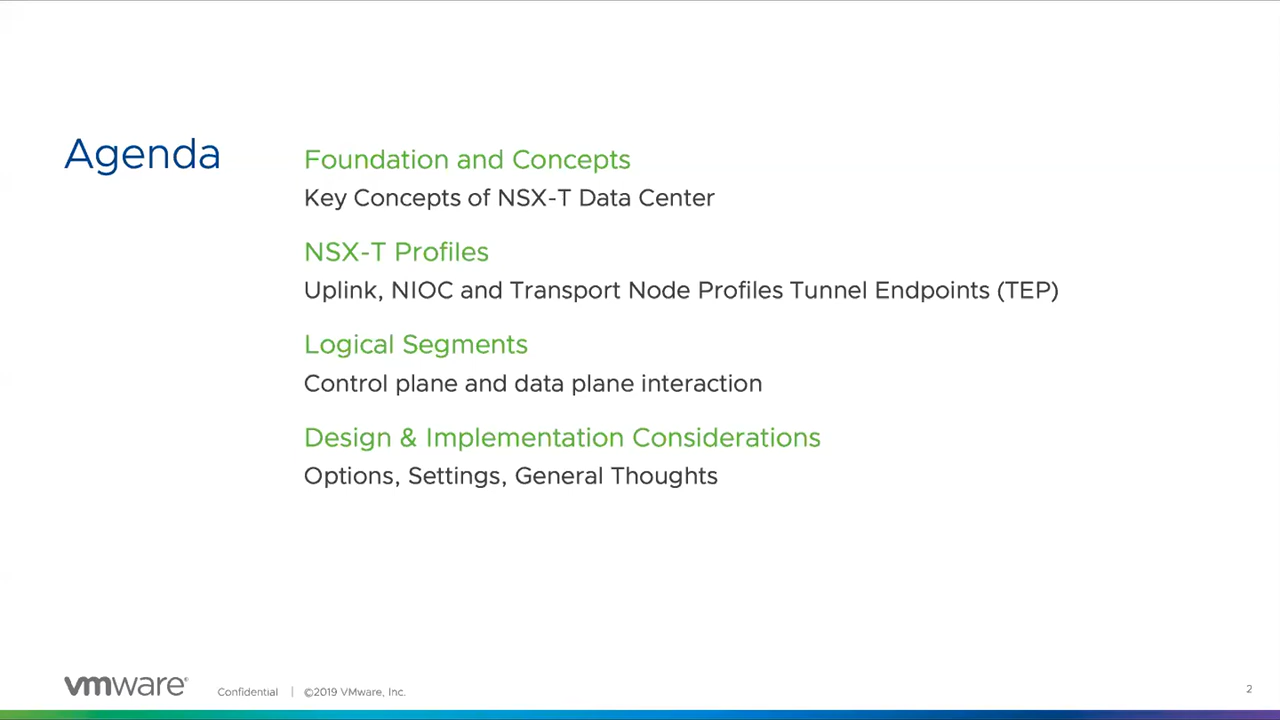 Agenda
Foundation and Concepts
Key Concepts of NSX-T Data Center
NSX-T Profiles
Uplink, NIOC and Transport Node Profiles Tunnel Endpoints (TEP)
Logical Segments
Control plane and data plane interaction
Design & Implementation Considerations
Options, Settings, General Thoughts
vmware®
Confidential | ©2019 VMware, Inc.
2